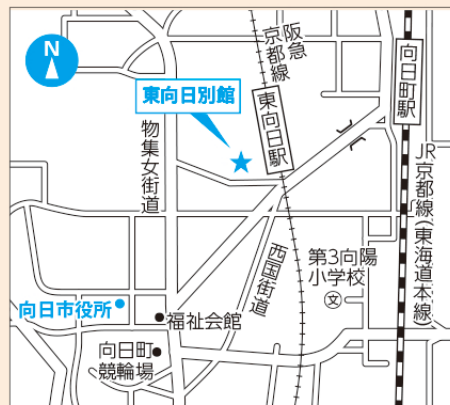 N
阪急
京都線
向日町駅
東向日別館
東向日駅
物集女街道
JR京都線(東海道本線)
西国街道
第3向陽
小学校
文
向日市役所
福祉会館
向日町
競輪場